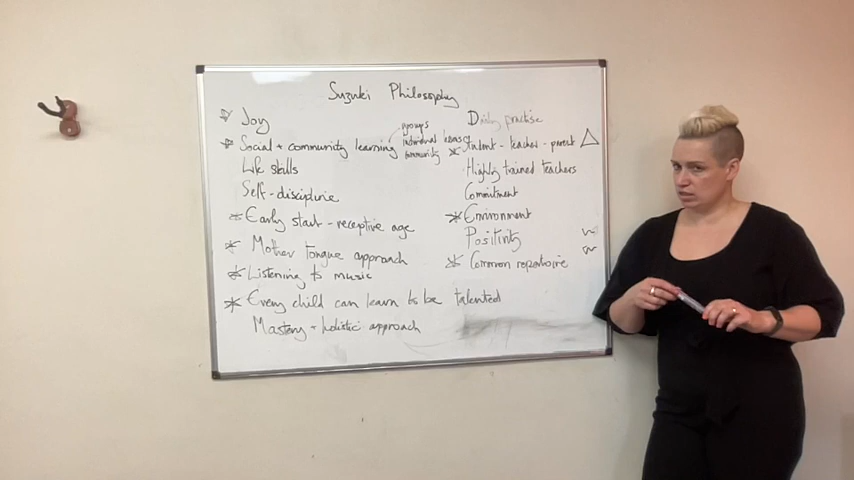 Suzuki Philosophy
Joy
Social + community learning
groups
individual lessons
community
Life skills
Self-discipline
Early start - receptive age
Mother Tongue approach
Listening to music
Every child can learn to be talented
Mastery + holistic approach
Daily practise
Student - teacher - parent
Highly trained teachers
Commitment
Environment
Positivity
Common repertoire